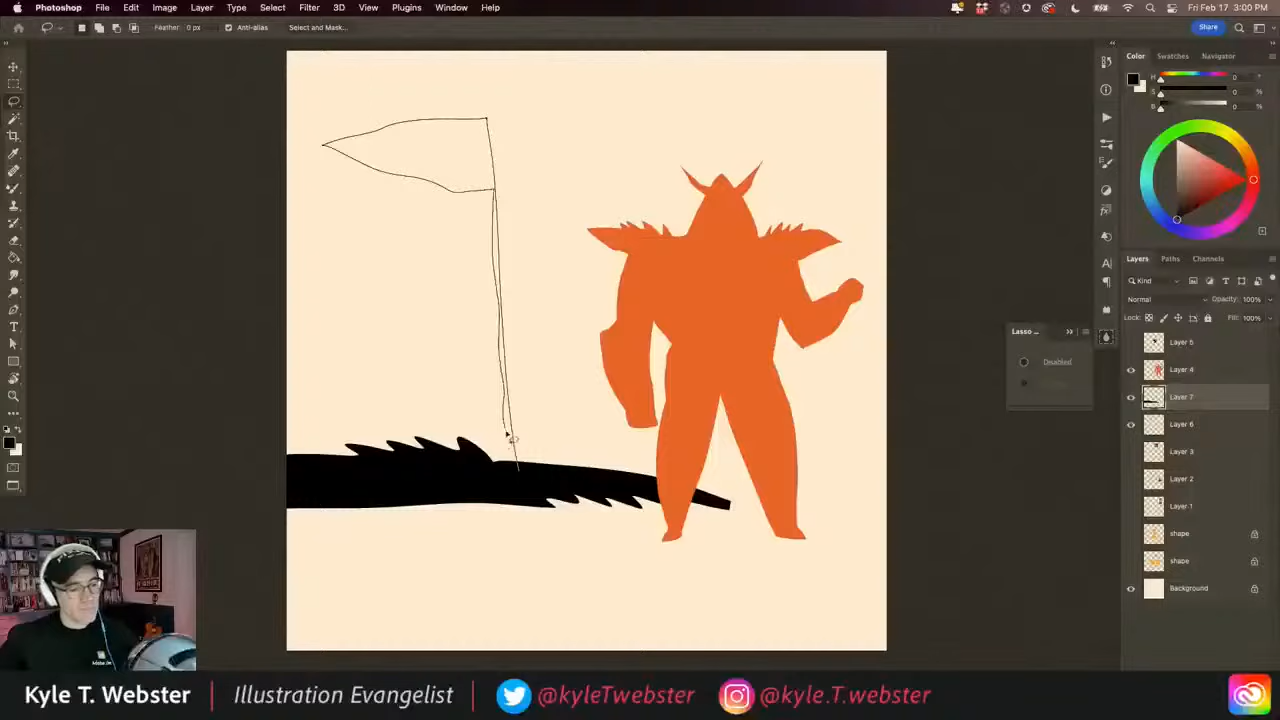 Photoshop File Edit Image Layer Type Select Filter 3D View Plugins Window Help Fri Feb 17 3:00 PM
Feather: 0 px Anti-alias Select and Mask... Share
Color Swatches Navigator
H 0 °
S 0 %
0 %
Layers Paths Channels
Kind
Normal Opacity: 100%
Lock: Fill: 100%
Lasso ...
Disabled
Layer 5
Layer 4
Layer 7
Layer 6
Layer 3
Layer 2
Layer 1
shape
shape
Background
Kyle T. Webster | Illustration Evangelist @kyleTwebster @kyle.T.webster